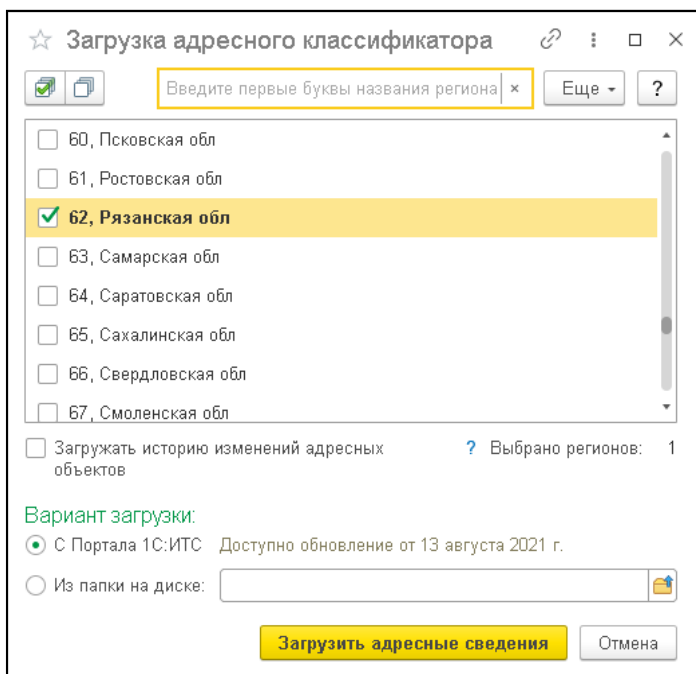 Загрузка адресного классификатора
Введите первые буквы названия региона × Еще ?
60, Псковская обл
61, Ростовская обл
62, Рязанская обл
63, Самарская обл
64, Саратовская обл
65, Сахалинская обл
66, Свердловская обл
67, Смоленская обл
Загружать историю изменений адресных ? Выбрано регионов: 1
объектов
Вариант загрузки:
С Портала 1С:ИТС Доступно обновление от 13 августа 2021 г.
Из папки на диске:
Загрузить адресные сведения Отмена